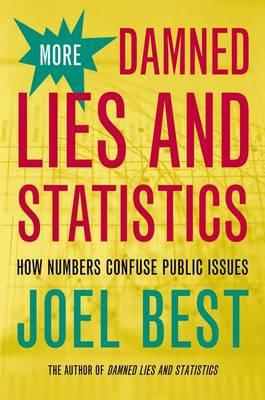 MORE
DAMNED
LIES AND
STATISTICS
HOW NUMBERS CONFUSE PUBLIC ISSUES
JOEL BEST
THE AUTHOR OF DAMNED LIES AND STATISTICS